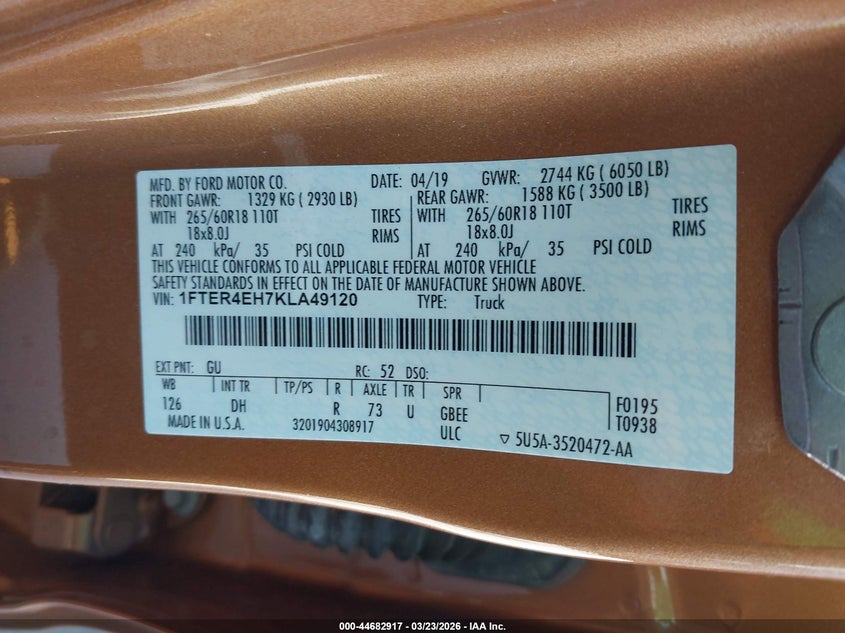 MFD. BY FORD MOTOR CO. DATE: 04/19 GVWR: 2744 KG ( 6050 LB)
FRONT GAWR: 1329 KG ( 2930 LB) REAR GAWR: 1588 KG ( 3500 LB)
WITH 265/60R18 110T TIRES WITH 265/60R18 110T TIRES
18x8.0J RIMS 18x8.0J RIMS
AT 240 kPa/ 35 PSI COLD AT 240 kPa/ 35 PSI COLD
THIS VEHICLE CONFORMS TO ALL APPLICABLE FEDERAL MOTOR VEHICLE
SAFETY STANDARDS IN EFFECT ON THE DATE OF MANUFACTURE SHOWN ABOVE.
VIN: 1FTER4EH7KLA49120 TYPE: Truck
EXT PNT: GU RC: 52 DSO:
WB INT TR TP/PS R AXLE TR SPR
126 DH R 73 U GBEE F0195
MADE IN U.S.A. 3201904308917 ULC T0938
▽ 5U5A-3520472-AA
000-44682917 - 03/23/2026 - IAA Inc.